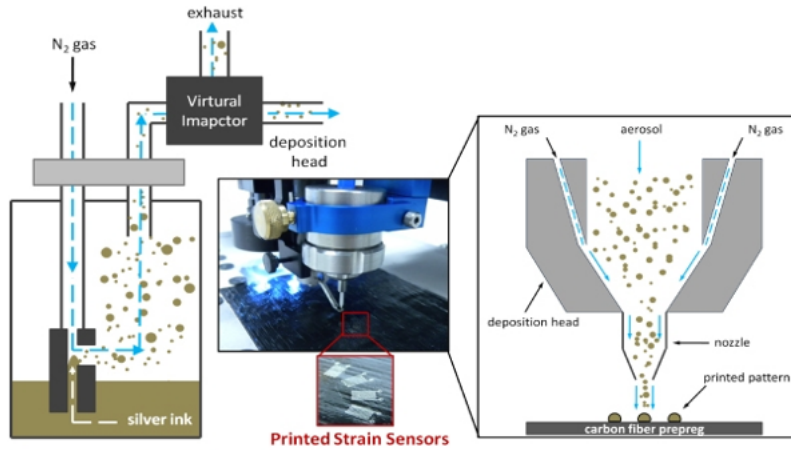 exhaust
N₂ gas
Virtural
Imapctor
deposition
head
silver ink
Printed Strain Sensors
N₂ gas
aerosol
N₂ gas
deposition head
nozzle
printed pattern
carbon fiber prepreg